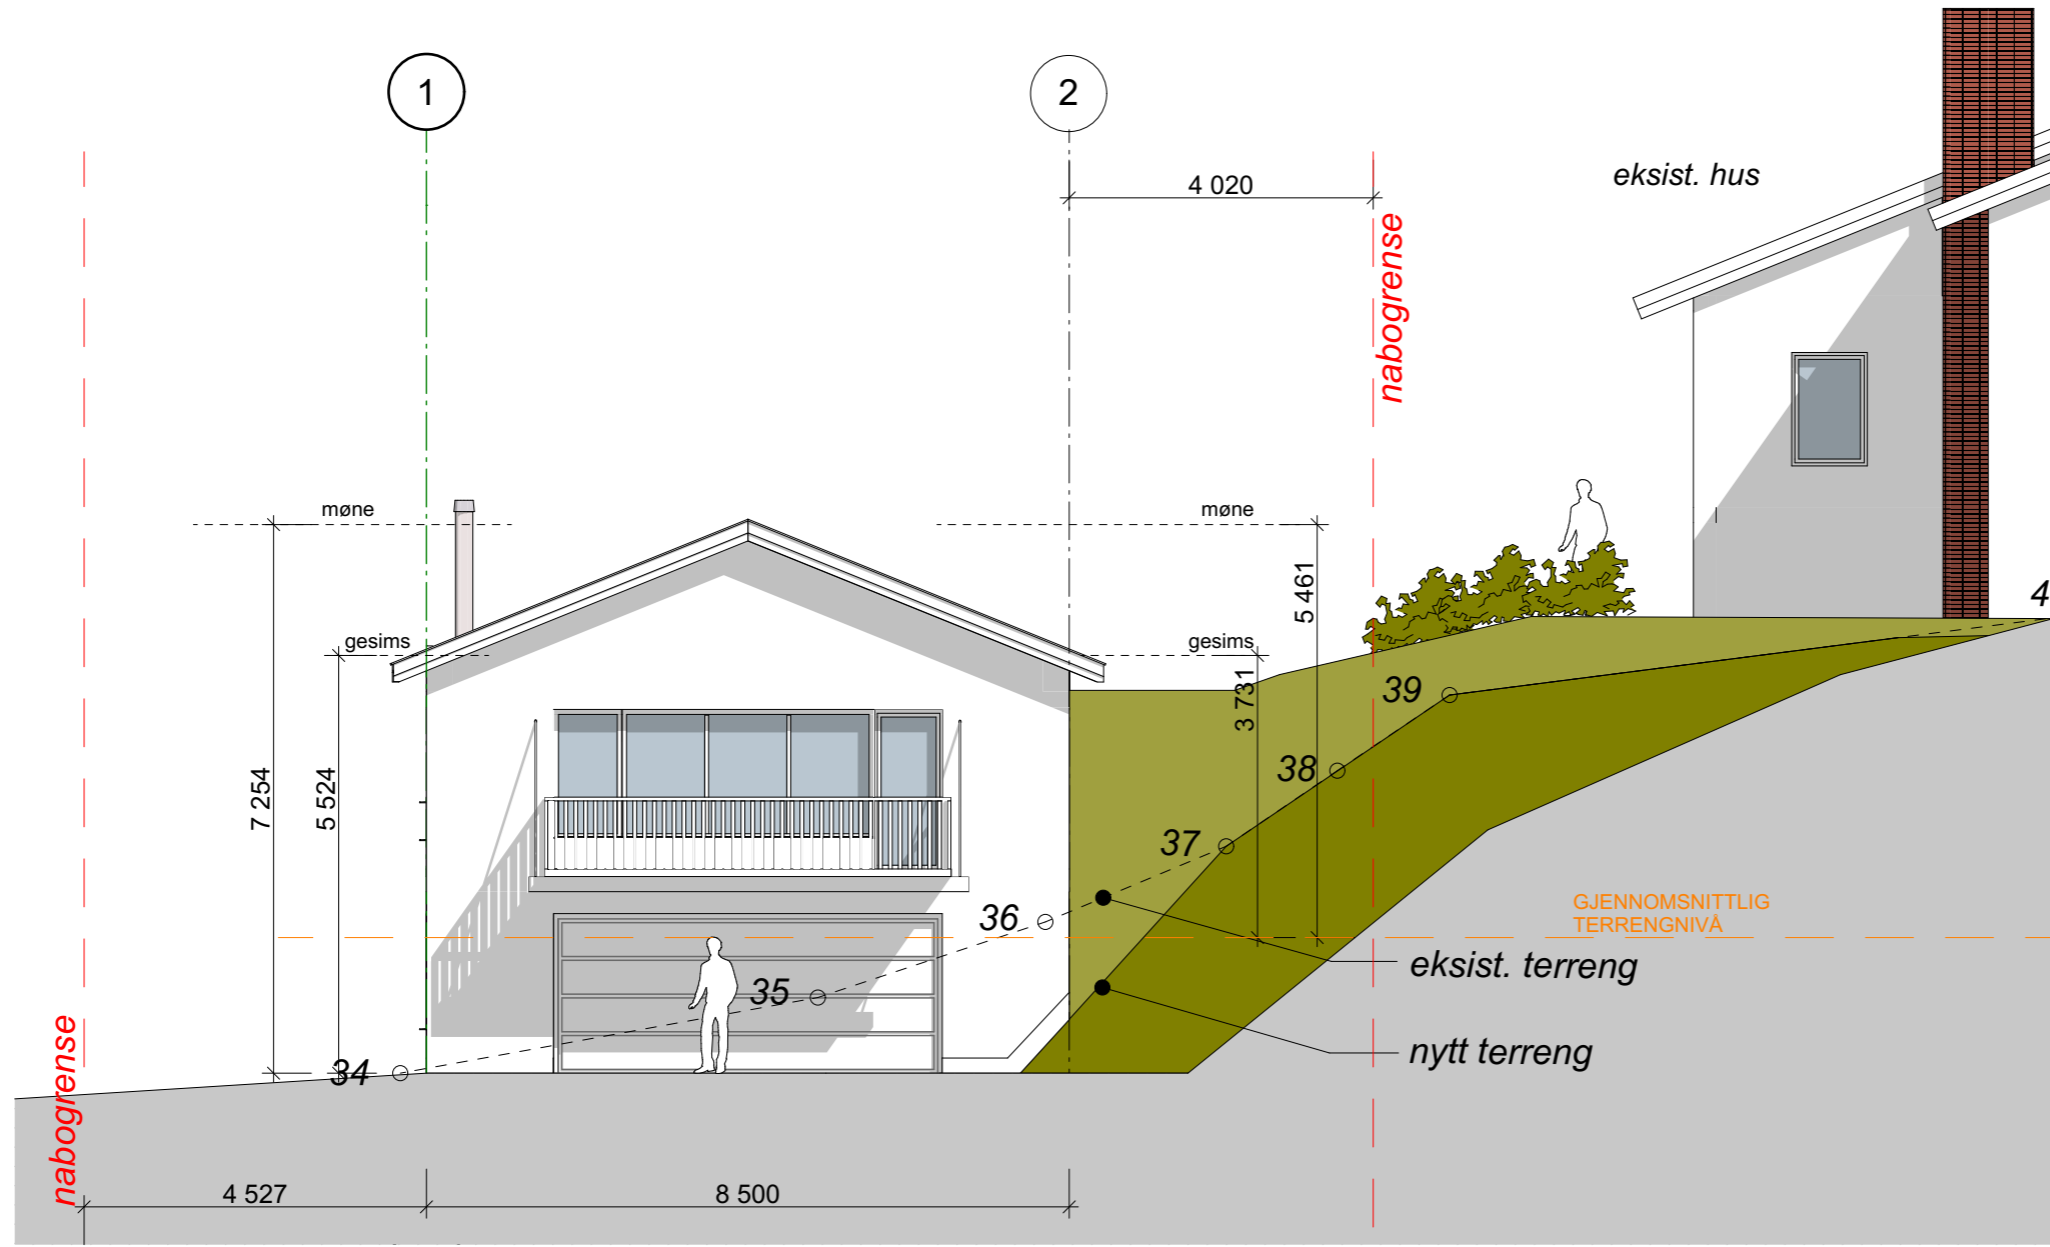 1
2
4 020
eksist. hus
nabogrense
møne
møne
5 461
gesims
gesims
4
3 731
39
7 254
5 524
38
37
36
GJENNOMSNITTLIG
TERRENGNIVÅ
eksist. terreng
35
nabogrense
nytt terreng
34
4 527
8 500